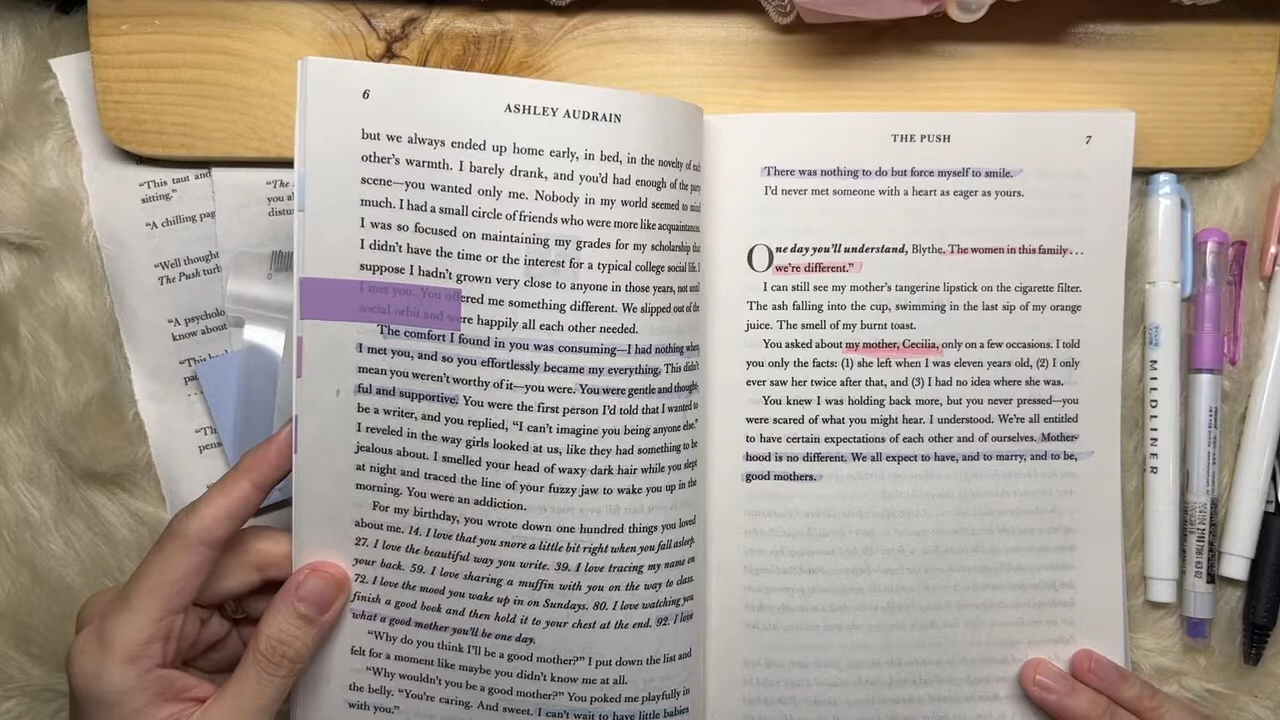 6
ASHLEY AUDRAIN
but we always ended up home early, in bed, in the novelty of each
other's warmth. I barely drank, and you'd had enough of the party
scene—you wanted only me. Nobody in my world seemed to mind
much. I had a small circle of friends who were more like acquaintances.
I was so focused on maintaining my grades for my scholarship that
I didn't have the time or the interest for a typical college social life. I
suppose I hadn't grown very close to anyone in those years, not until
I met you. You offered me something different. We slipped out of the
social orbit and were happily all each other needed.
The comfort I found in you was consuming—I had nothing when
I met you, and so you effortlessly became my everything. This didn't
mean you weren't worthy of it—you were. You were gentle and thought-
ful and supportive. You were the first person I'd told that I wanted to
be a writer, and you replied, "I can't imagine you being anyone else."
I reveled in the way girls looked at us, like they had something to be
jealous about. I smelled your head of waxy dark hair while you slept
at night and traced the line of your fuzzy jaw to wake you up in the
morning. You were an addiction.
For my birthday, you wrote down one hundred things you loved
about me. 14. I love that you snore a little bit right when you fall asleep.
27. I love the beautiful way you write. 39. I love tracing my name on
your back. 59. I love sharing a muffin with you on the way to class.
72. I love the mood you wake up in on Sundays. 80. I love watching you
finish a good book and then hold it to your chest at the end. 92. I love
what a good mother you'll be one day.
"Why do you think I'll be a good mother?" I put down the list and
felt for a moment like maybe you didn't know me at all.
"Why wouldn't you be a good mother?" You poked me playfully in
the belly. "You're caring. And sweet. I can't wait to have little babies
with you."
THE PUSH
7
There was nothing to do but force myself to smile.
I'd never met someone with a heart as eager as yours.
One day you'll understand, Blythe. The women in this family . . .
we're different."
I can still see my mother's tangerine lipstick on the cigarette filter.
The ash falling into the cup, swimming in the last sip of my orange
juice. The smell of my burnt toast.
You asked about my mother, Cecilia, only on a few occasions. I told
you only the facts: (1) she left when I was eleven years old, (2) I only
ever saw her twice after that, and (3) I had no idea where she was.
You knew I was holding back more, but you never pressed—you
were scared of what you might hear. I understood. We're all entitled
to have certain expectations of each other and of ourselves. Mother-
hood is no different. We all expect to have, and to marry, and to be,
good mothers.
"This taut and
sitting."
"A chilling
"Well thought
The Push
"A
know about
"The
you
MILDLINER